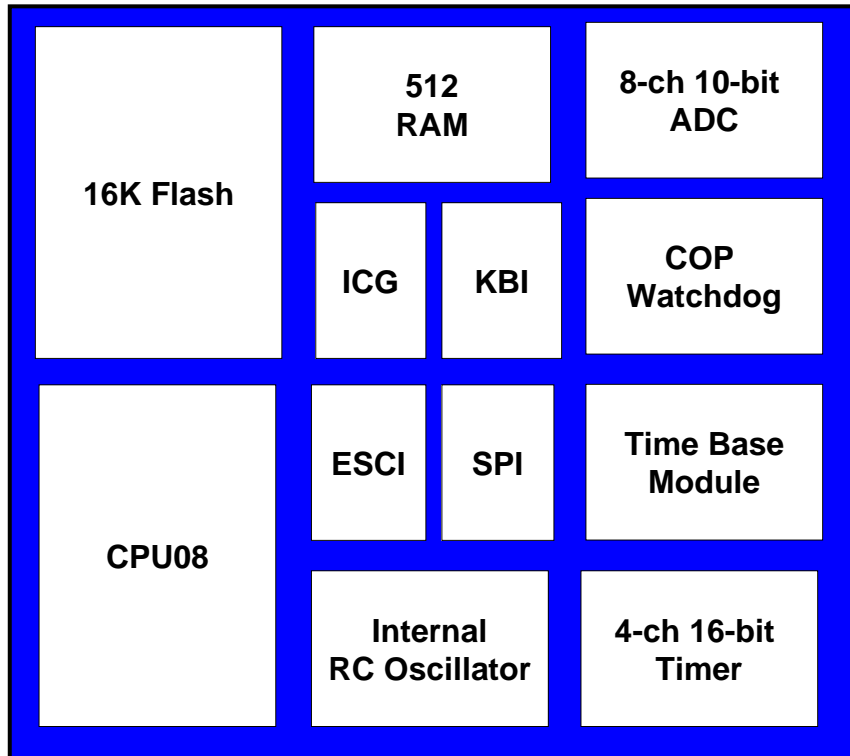 16K Flash
512
RAM
8-ch 10-bit
ADC
ICG
KBI
COP
Watchdog
CPU08
ESCI
SPI
Time Base
Module
Internal
RC Oscillator
4-ch 16-bit
Timer